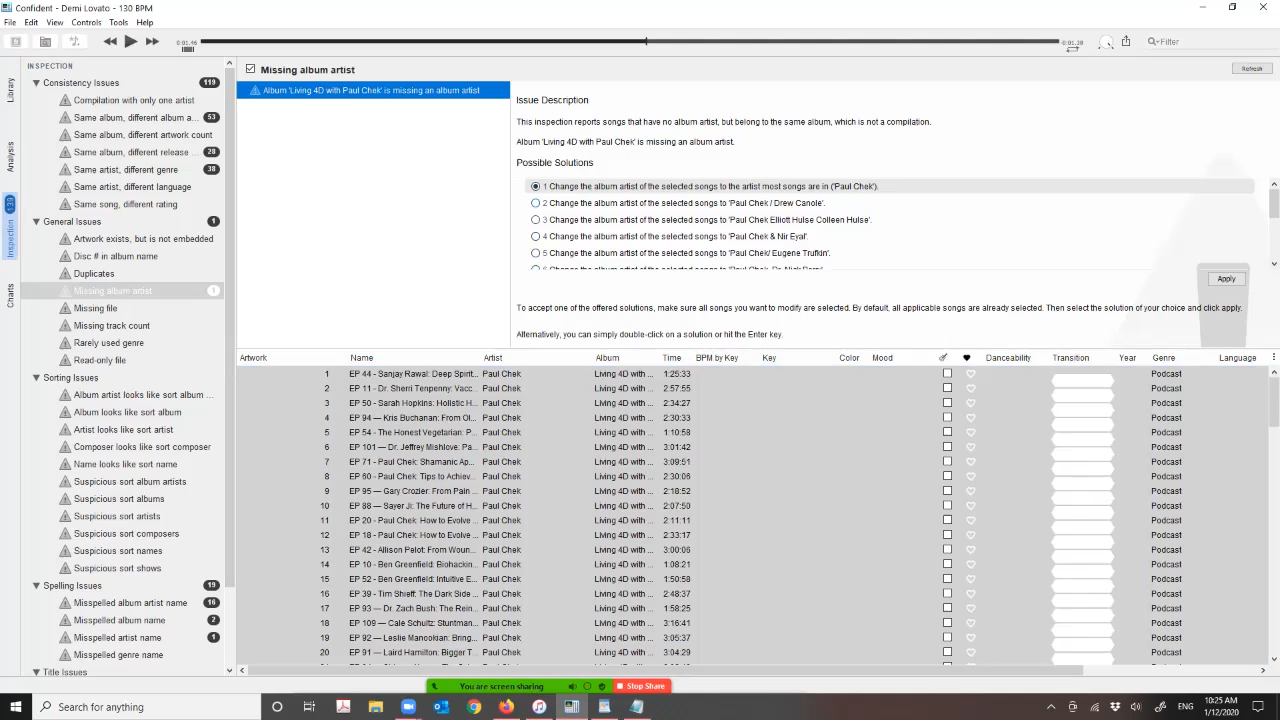 Confident - Demi Lovato - 130 BPM
File Edit View Controls Tools Help
0:01.46
-0:01.38
Filter
Library
Analysis
Inspection 139
Charts
INSPECTION
Consistency Issues 119
Compilation with only one artist
Same album, different album a... 53
Same album, different artwork count
Same album, different release ... 28
Same artist, different genre 38
Same artist, different language
Same song, different rating
General Issues 1
Artwork exists, but is not embedded
Disc # in album name
Duplicates
Missing album artist 1
Missing file
Missing track count
Rarely used genre
Read-only file
Sorting Issues
Album artist looks like sort album ...
Album looks like sort album
Artist looks like sort artist
Composer looks like sort composer
Name looks like sort name
Suspicious sort album artists
Suspicious sort albums
Suspicious sort artists
Suspicious sort composers
Suspicious sort names
Suspicious sort shows
Spelling Issues 19
Misspelled album artist name 16
Misspelled album name 2
Misspelled artist name 1
Misspelled genre name
Title Issues
Missing album artist
Refresh
Album 'Living 4D with Paul Chek' is missing an album artist
Issue Description
This inspection reports songs that have no album artist, but belong to the same album, which is not a compilation.
Album 'Living 4D with Paul Chek' is missing an album artist.
Possible Solutions
1 Change the album artist of the selected songs to the artist most songs are in ('Paul Chek').
2 Change the album artist of the selected songs to 'Paul Chek / Drew Canole'.
3 Change the album artist of the selected songs to 'Paul Chek Elliott Hulse Colleen Hulse'.
4 Change the album artist of the selected songs to 'Paul Chek & Nir Eyal'.
5 Change the album artist of the selected songs to 'Paul Chek/ Eugene Trufkin'.
Apply
To accept one of the offered solutions, make sure all songs you want to modify are selected. By default, all applicable songs are already selected. Then select the solution of your choice and click apply.
Alternatively, you can simply double-click on a solution or hit the Enter key.
Artwork Name Artist Album Time BPM by Key Key Color Mood Danceability Transition Year Genre Language
1 EP 44 - Sanjay Rawal: Deep Spirit... Paul Chek Living 4D with ... 1:25:33 Podcast
2 EP 11 - Dr. Sherri Tenpenny: Vacc... Paul Chek Living 4D with ... 2:57:55 Podcast
3 EP 50 - Sarah Hopkins: Holistic H... Paul Chek Living 4D with ... 2:34:27 Podcast
4 EP 94 — Kris Buchanan: From Ol... Paul Chek Living 4D with ... 2:30:33 Podcast
5 EP 54 - The Honest Vegetarian: P... Paul Chek Living 4D with ... 1:10:58 Podcast
6 EP 101 — Dr. Jeffrey Mishlove: Pa... Paul Chek Living 4D with ... 3:01:42 Podcast
7 EP 71 - Paul Chek: Shamanic Ap... Paul Chek Living 4D with ... 3:09:51 Podcast
8 EP 60 - Paul Chek: Tips to Achiev... Paul Chek Living 4D with ... 2:30:06 Podcast
9 EP 95 — Gary Crozier: From Pain ... Paul Chek Living 4D with ... 2:18:52 Podcast
10 EP 88 — Sayer Ji: The Future of H... Paul Chek Living 4D with ... 2:07:50 Podcast
11 EP 20 - Paul Chek: How to Evolve ... Paul Chek Living 4D with ... 2:11:11 Podcast
12 EP 18 - Paul Chek: How to Evolve ... Paul Chek Living 4D with ... 2:33:17 Podcast
13 EP 42 - Allison Pelot: From Woun... Paul Chek Living 4D with ... 3:00:06 Podcast
14 EP 10 - Ben Greenfield: Biohackin... Paul Chek Living 4D with ... 1:08:21 Podcast
15 EP 52 - Ben Greenfield: Intuitive E... Paul Chek Living 4D with ... 1:50:58 Podcast
16 EP 39 - Tim Shieff: The Dark Side ... Paul Chek Living 4D with ... 2:48:37 Podcast
17 EP 93 — Dr. Zach Bush: The Rein... Paul Chek Living 4D with ... 1:58:25 Podcast
18 EP 109 — Cale Schultz: Stuntman... Paul Chek Living 4D with ... 3:16:41 Podcast
19 EP 92 — Leslie Manookian: Bring... Paul Chek Living 4D with ... 3:05:37 Podcast
20 EP 91 — Laird Hamilton: Bigger T... Paul Chek Living 4D with ... 3:04:29 Podcast
You are screen sharing Stop Share
Search for anything
ENG
10:25 AM
1/12/2020